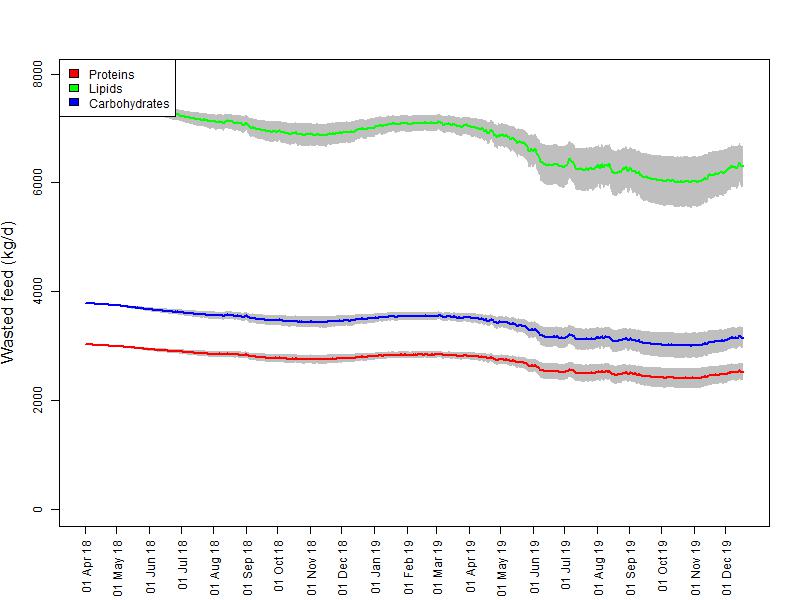 Proteins
Lipids
Carbohydrates
Wasted feed (kg/d)
8000
6000
4000
2000
0
01 Apr 18
01 May 18
01 Jun 18
01 Jul 18
01 Aug 18
01 Sep 18
01 Oct 18
01 Nov 18
01 Dec 18
01 Jan 19
01 Feb 19
01 Mar 19
01 Apr 19
01 May 19
01 Jun 19
01 Jul 19
01 Aug 19
01 Sep 19
01 Oct 19
01 Nov 19
01 Dec 19